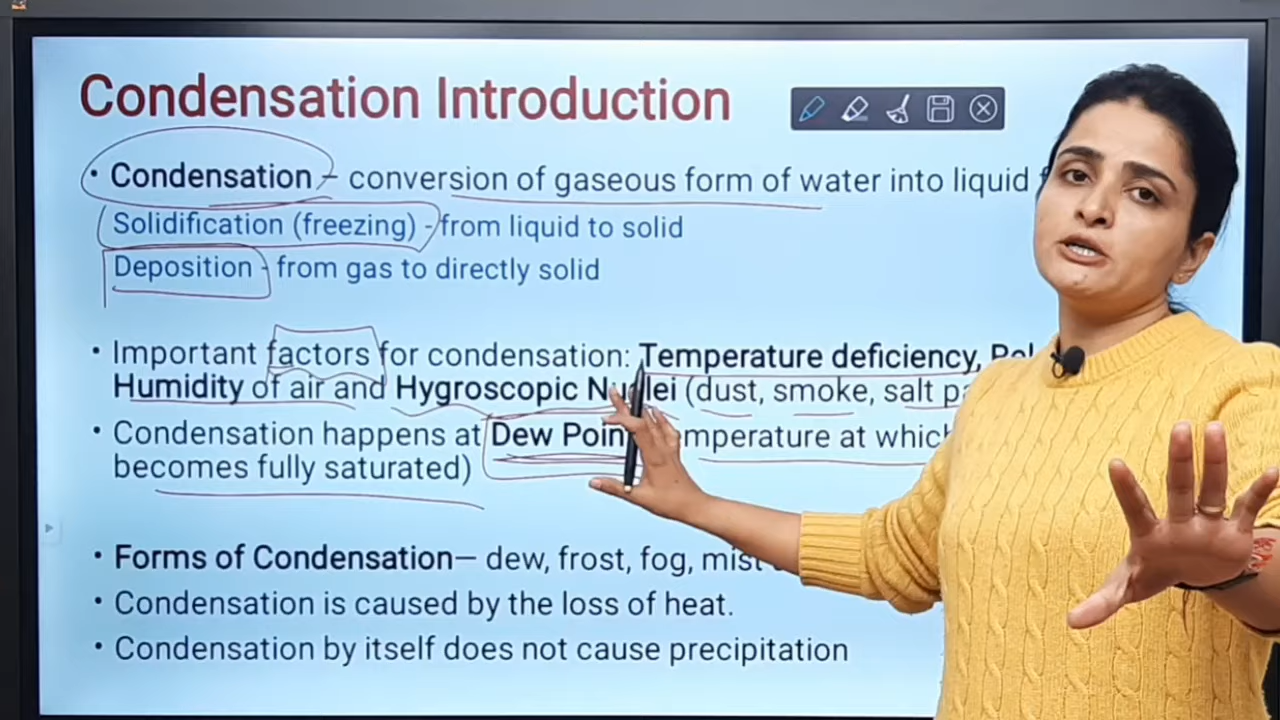 Condensation Introduction
• Condensation – conversion of gaseous form of water into liquid
Solidification (freezing) - from liquid to solid
Deposition - from gas to directly solid
• Important factors for condensation: Temperature deficiency,
Humidity of air and Hygroscopic Nuclei (dust, smoke, salt
• Condensation happens at Dew Point
becomes fully saturated)
• Forms of Condensation— dew, frost, fog, mist
• Condensation is caused by the loss of heat.
• Condensation by itself does not cause precipitation